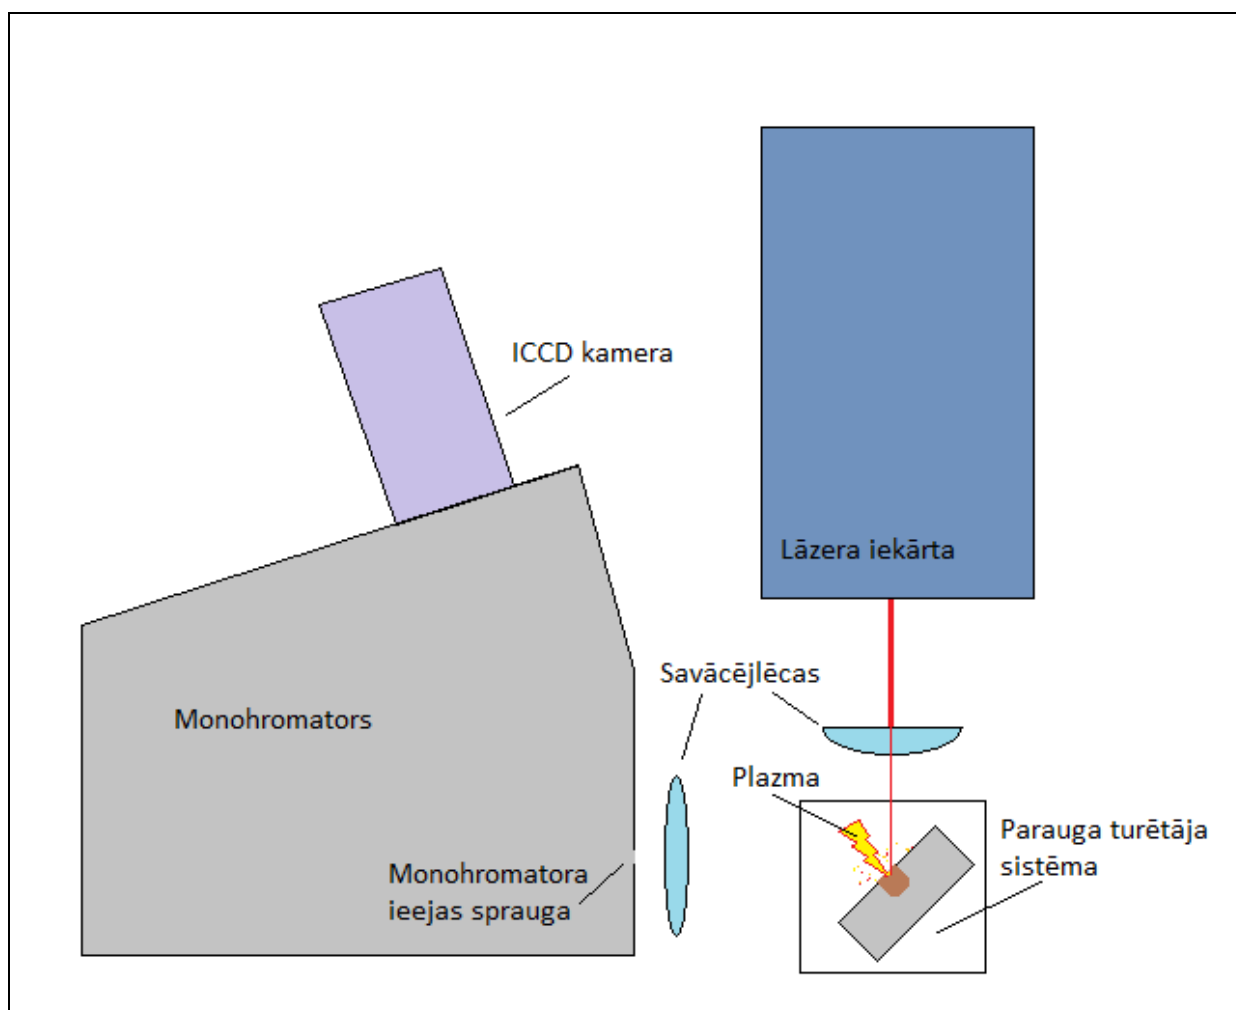 ICCD kamera
Lāzera iekārta
Savācējlēcas
Monohromators
Plazma
Parauga turētāja
sistēma
Monohromatora
ieejas sprauga